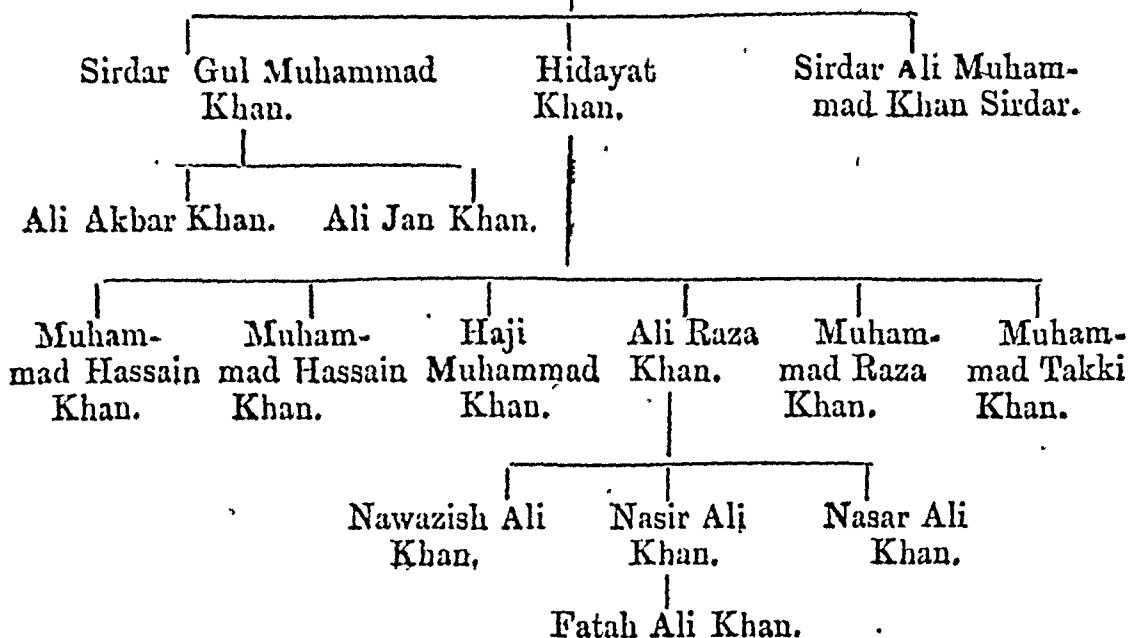 Sirdar Gul Muhammad Hidayat Sirdar Ali Muham-
Khan. Khan. mad Khan Sirdar.
Ali Akbar Khan. Ali Jan Khan.
Muham- Muham- Haji Ali Raza Muham- Muham-
mad Hassain mad Hassain Muhammad Khan. mad Raza mad Takki
Khan. Khan. Khan. Khan. Khan.
Nawazish Ali Nasir Ali Nasar Ali
Khan. Khan. Khan.
Fatah Ali Khan.